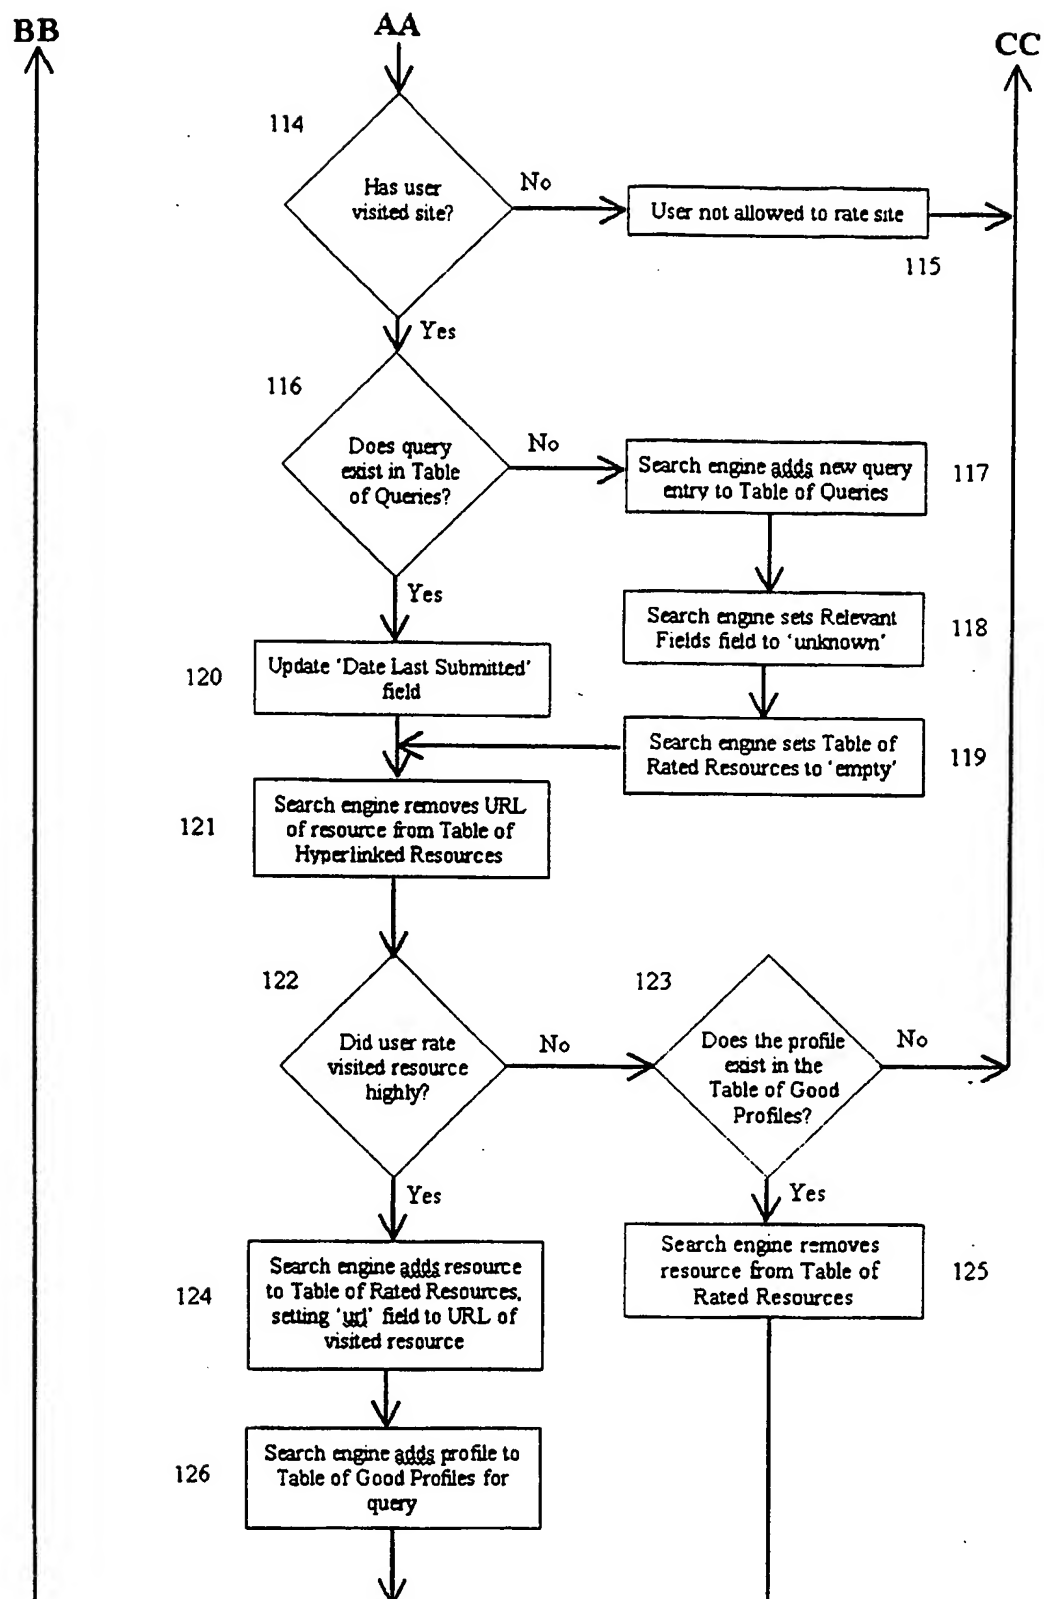 BB
AA
CC
114
Has user
visited site?
No
User not allowed to rate site
115
Yes
116
Does query
exist in Table
of Queries?
No
Search engine adds new query
entry to Table of Queries
117
Yes
Search engine sets Relevant
Fields field to ‘unknown’
118
120
Update ‘Date Last Submitted’
field
Search engine sets Table of
Rated Resources to ‘empty’
119
121
Search engine removes URL
of resource from Table of
Hyperlinked Resources
122
Did user rate
visited resource
highly?
No
123
Does the profile
exist in the
Table of Good
Profiles?
No
Yes
Yes
124
Search engine adds resource
to Table of Rated Resources,
setting ‘url’ field to URL of
visited resource
Search engine removes
resource from Table of
Rated Resources
125
126
Search engine adds profile to
Table of Good Profiles for
query